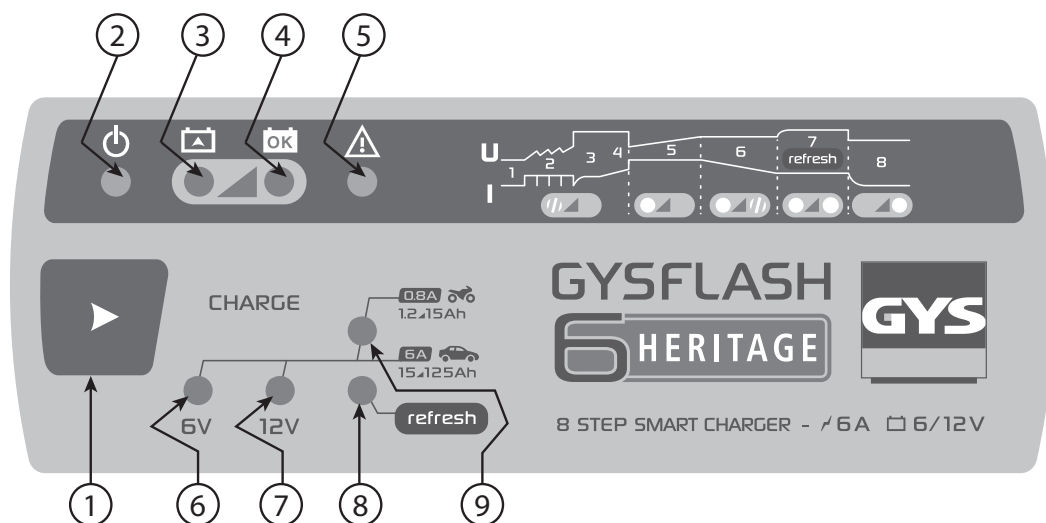 2 3 4 5
OK
U
I
1 2 3 4 5 6 7 8
refresh
CHARGE
0.8A
1.2 15Ah
6A
15 125Ah
6V 12V
refresh
GYSFLASH
6 HERITAGE
GYS
8 STEP SMART CHARGER - 6A 6/12V
1 6 7 8 9